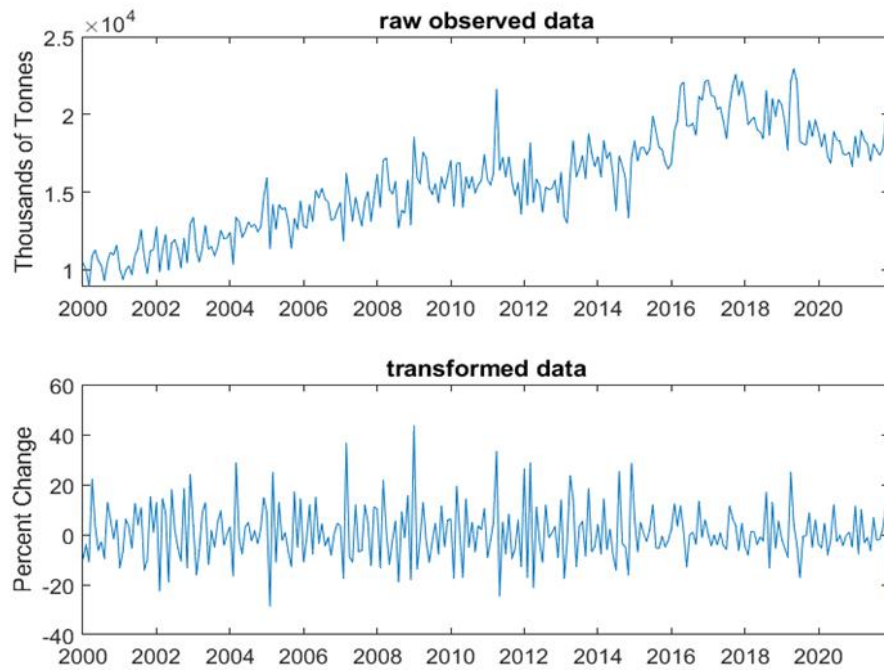 raw observed data
×10⁴
2.5
2
1.5
1
Thousands of Tonnes
2000 2002 2004 2006 2008 2010 2012 2014 2016 2018 2020
transformed data
60
40
20
0
-20
-40
Percent Change
2000 2002 2004 2006 2008 2010 2012 2014 2016 2018 2020